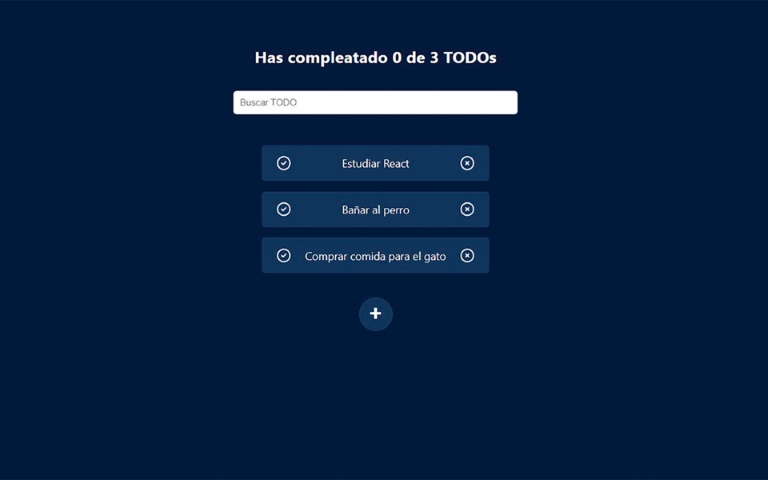 Has compleatado 0 de 3 TODOs
Buscar TODO
Estudiar React
Bañar al perro
Comprar comida para el gato
+